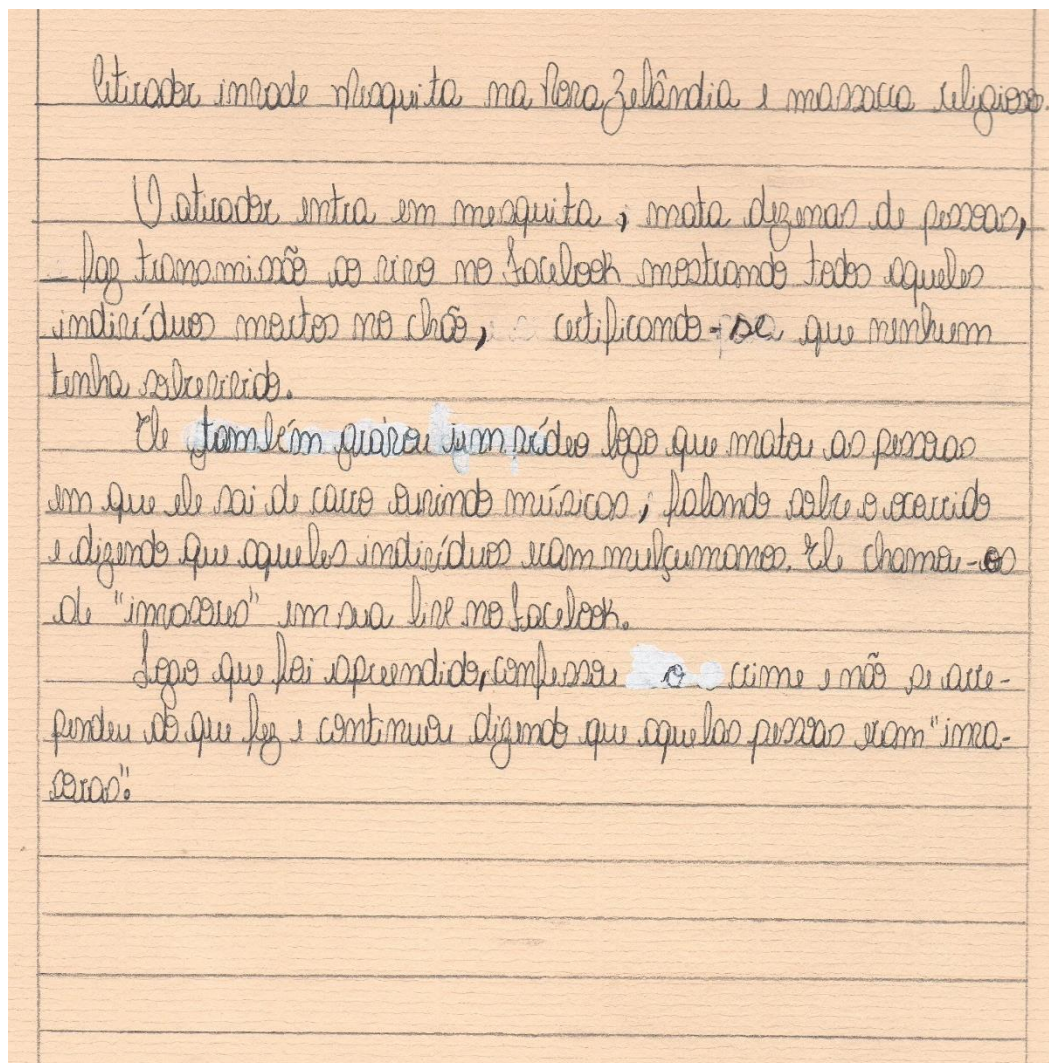 Atirador invade Mesquita na Nova Zelândia e massacra religioso.
O atirador entra em mesquita, mata dezenas de pessoas,
faz transmissão ao vivo no Facebook mostrando todos aqueles
indivíduos mortos no chão, certificando-se que nenhum
tenha sobrevivido.
Ele também gravou um vídeo logo que matou as pessoas
em que ele sai de carro ouvindo músicas, falando sobre o ocorrido
e dizendo que aqueles indivíduos eram mulçumanos. Ele chamou-os
de "invasores" em sua live no Facebook.
Logo que foi apreendido, confessou o crime e não se arre-
pendeu do que fez e continuou dizendo que aquelas pessoas eram "inva-
soras".